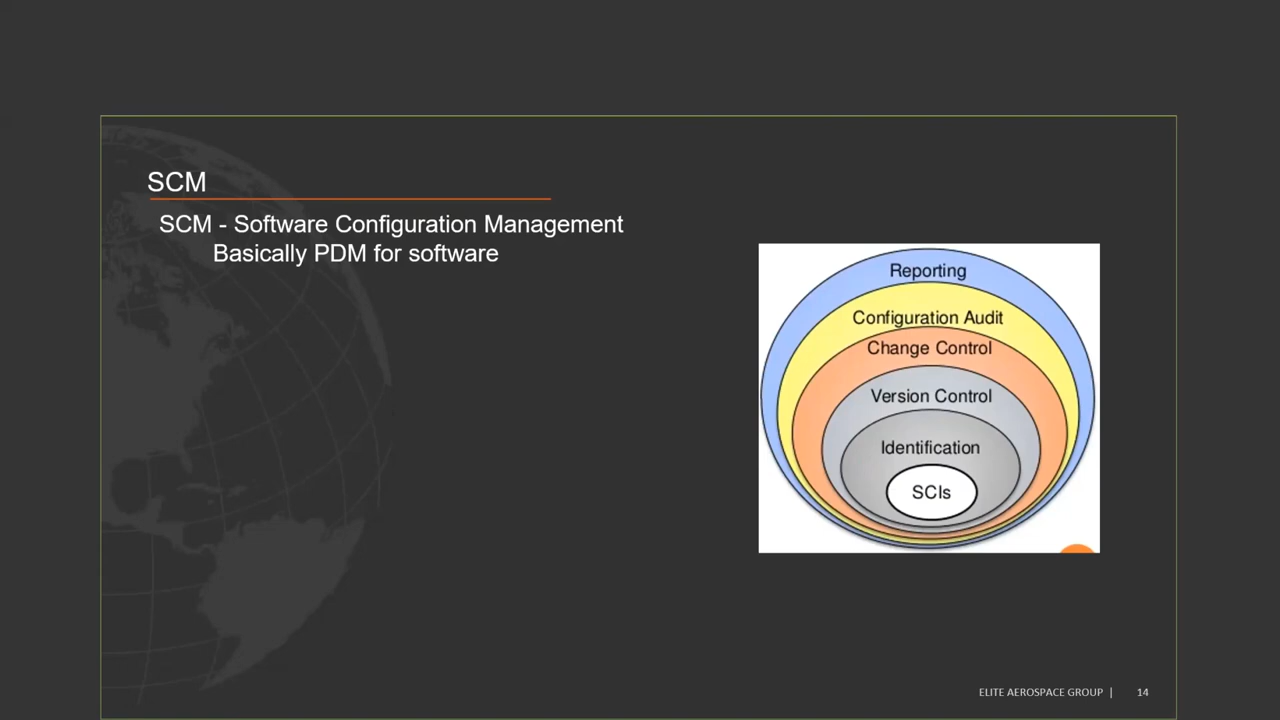 SCM
SCM - Software Configuration Management
Basically PDM for software
Reporting
Configuration Audit
Change Control
Version Control
Identification
SCIs
ELITE AEROSPACE GROUP | 14